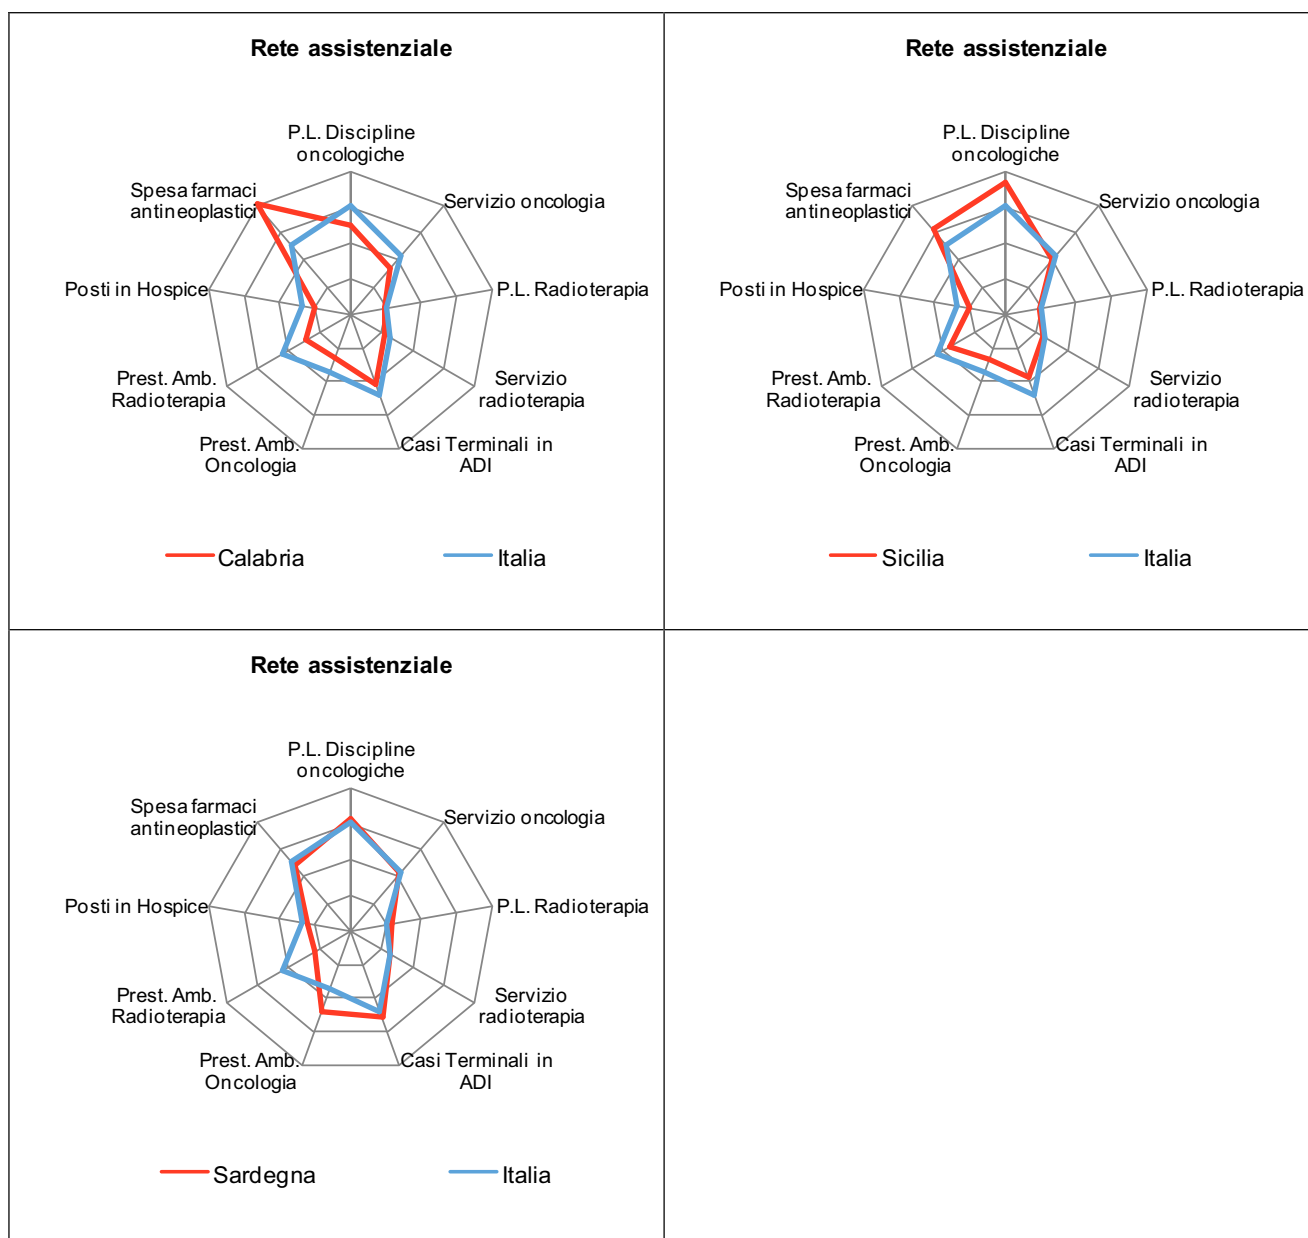 Rete assistenziale
P.L. Discipline
oncologiche
Servizio oncologia
P.L. Radioterapia
Servizio
radioterapia
Casi Terminali in
ADI
Prest. Amb.
Oncologia
Prest. Amb.
Radioterapia
Posti in Hospice
Spesa farmaci
antineoplastici
Calabria
Italia
Rete assistenziale
P.L. Discipline
oncologiche
Servizio oncologia
P.L. Radioterapia
Servizio
radioterapia
Casi Terminali in
ADI
Prest. Amb.
Oncologia
Prest. Amb.
Radioterapia
Posti in Hospice
Spesa farmaci
antineoplastici
Sicilia
Italia
Rete assistenziale
P.L. Discipline
oncologiche
Servizio oncologia
P.L. Radioterapia
Servizio
radioterapia
Casi Terminali in
ADI
Prest. Amb.
Oncologia
Prest. Amb.
Radioterapia
Posti in Hospice
Spesa farmaci
antineoplastici
Sardegna
Italia